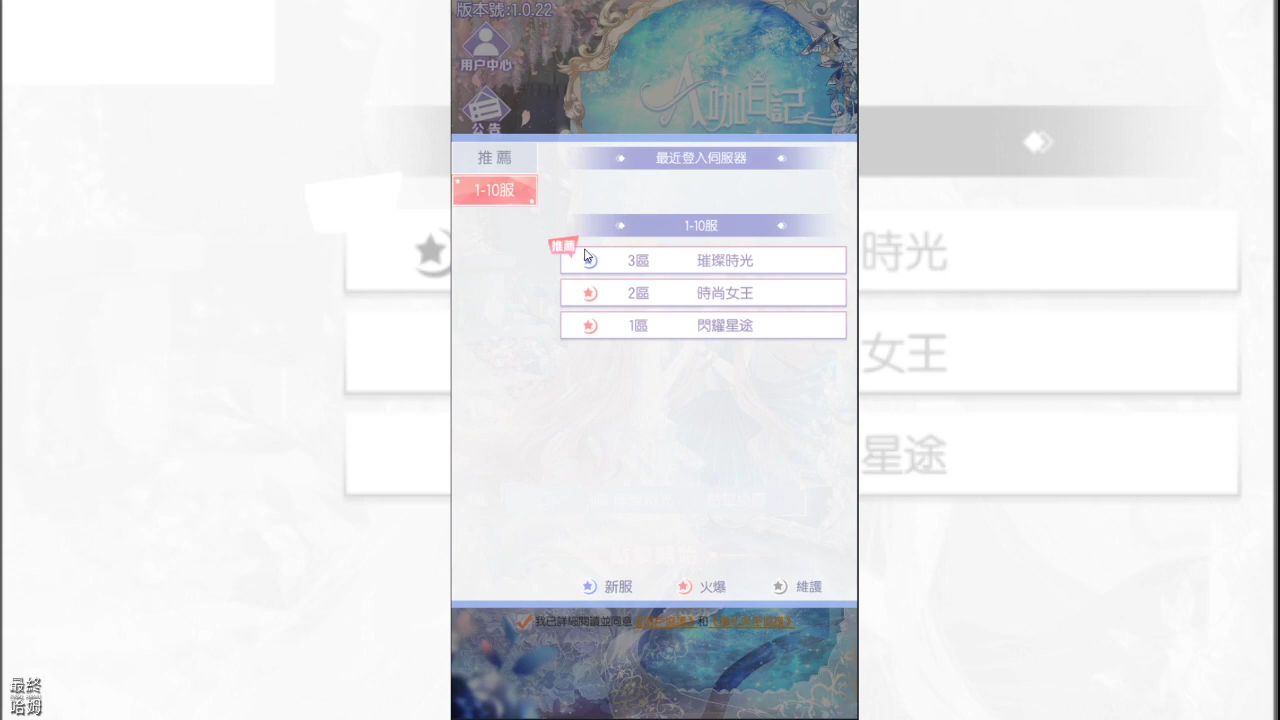 版本號:1.0.22
用戶中心
公告
A咖日記
推薦
最近登入伺服器
1-10服
1-10服
推薦
3區 璀璨時光
2區 時尚女王
1區 閃耀星途
時光
女王
星途
新服 火爆 維護
我已詳細閱讀並同意 和
最終
哈姆